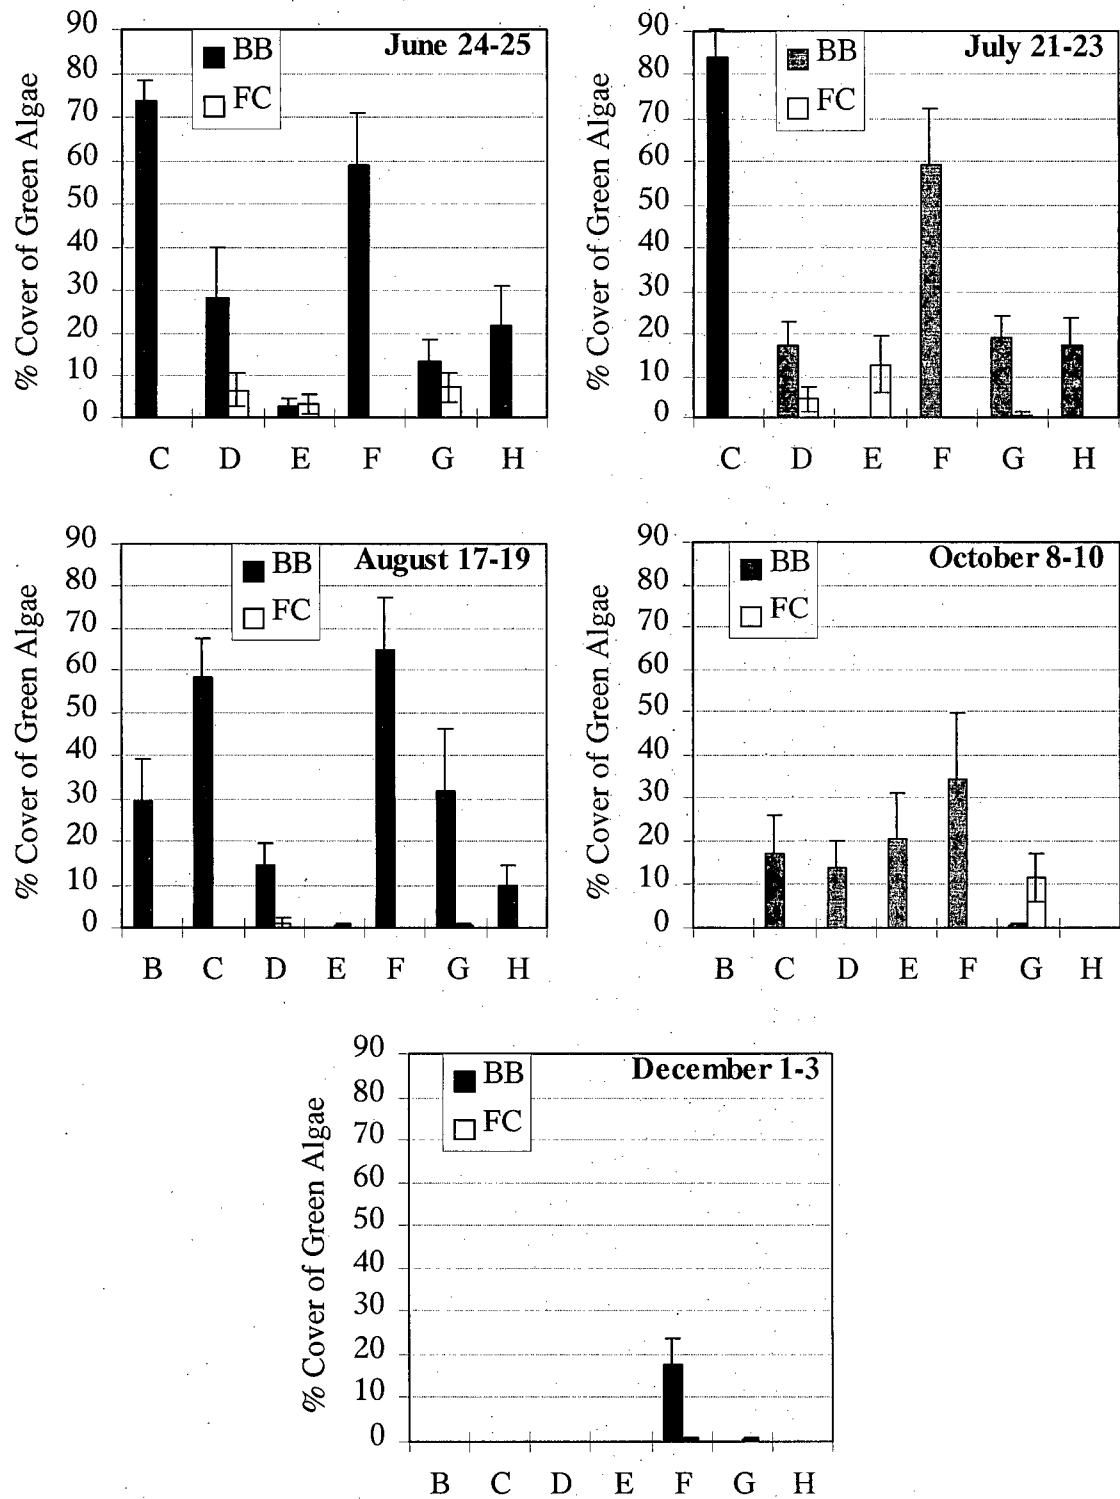 June 24-25
BB
FC
% Cover of Green Algae
90
80
70
60
50
40
30
20
10
0
C D E F G H
July 21-23
BB
FC
% Cover of Green Algae
90
80
70
60
50
40
30
20
10
0
C D E F G H
August 17-19
BB
FC
% Cover of Green Algae
90
80
70
60
50
40
30
20
10
0
B C D E F G H
October 8-10
BB
FC
% Cover of Green Algae
90
80
70
60
50
40
30
20
10
0
B C D E F G H
December 1-3
BB
FC
% Cover of Green Algae
90
80
70
60
50
40
30
20
10
0
B C D E F G H